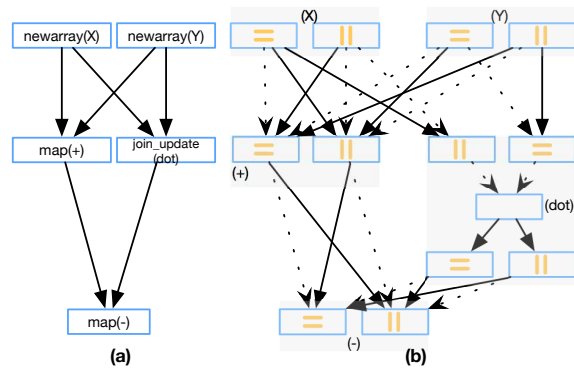 newarray(X) newarray(Y)
(X)
(Y)
map(+)
join_update
(dot)
(+)
(dot)
map(-)
(-)
(a)
(b)